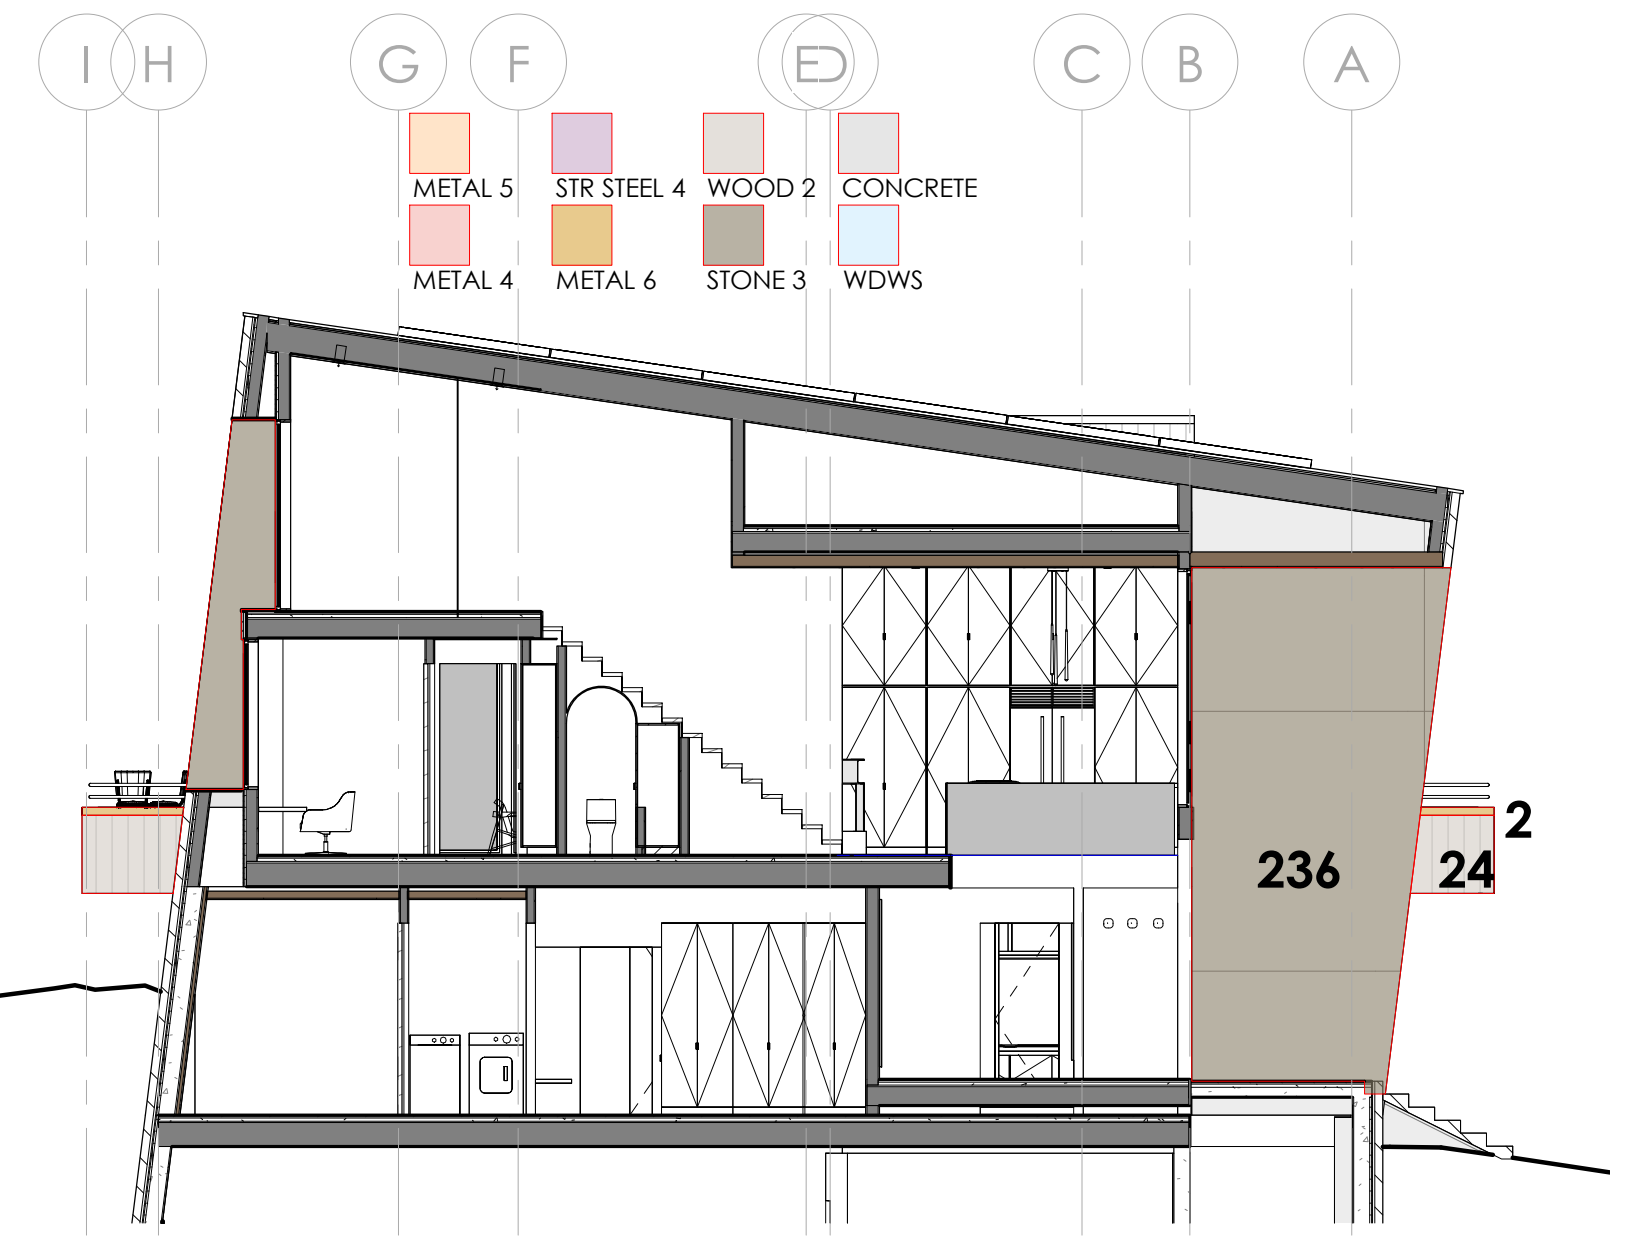 I H G F E D C B A
METAL 5 STR STEEL 4 WOOD 2 CONCRETE
METAL 4 METAL 6 STONE 3 WDWS
2
236 24